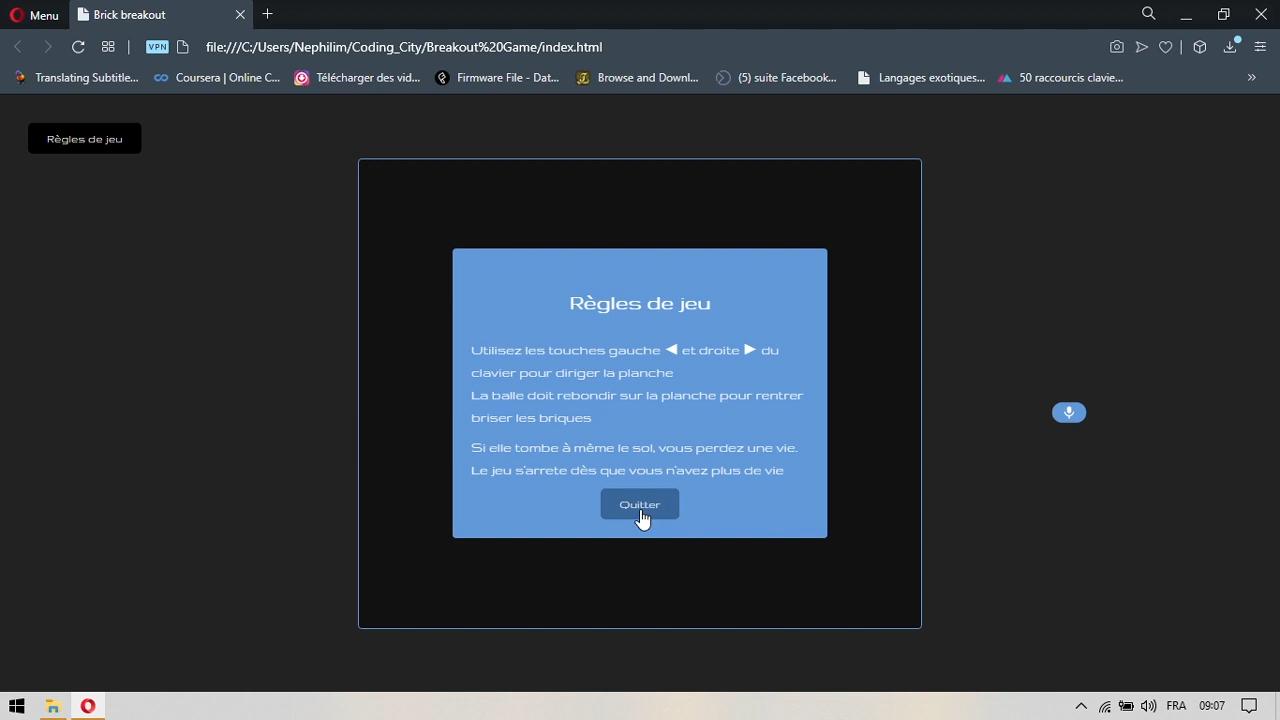 Menu
Brick breakout
VPN
file:///C:/Users/Nephilim/Coding_City/Breakout%20Game/index.html
Translating Subtitle...
Coursera | Online C...
Télécharger des vid...
Firmware File - Dat...
Browse and Downl...
(5) suite Facebook...
Langages exotiques...
50 raccourcis clavie...
»
Règles de jeu
Règles de jeu
Utilisez les touches gauche ◀ et droite ▶ du
clavier pour diriger la planche
La balle doit rebondir sur la planche pour rentrer
briser les briques
Si elle tombe à même le sol, vous perdez une vie.
Le jeu s'arrete dès que vous n'avez plus de vie
Quitter
FRA
09:07